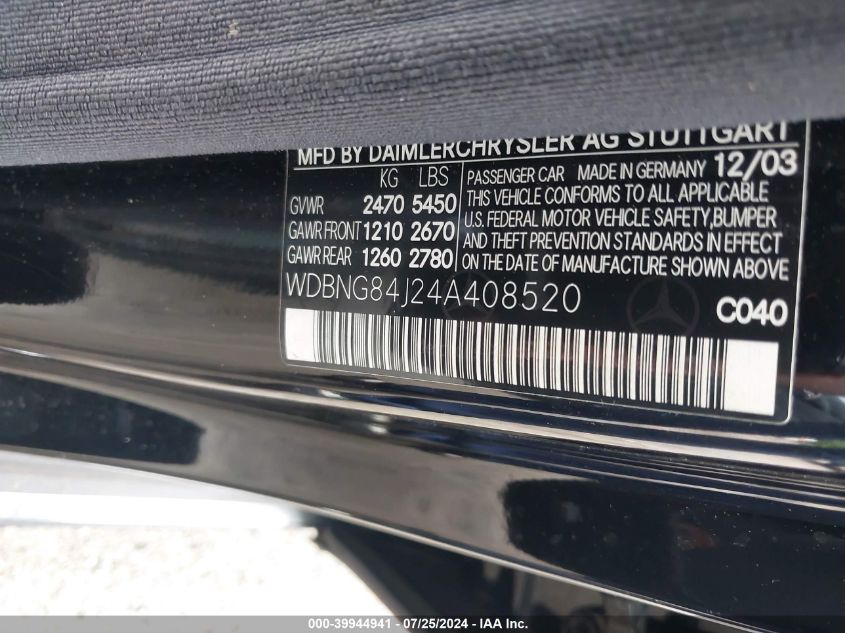 MFD BY DAIMLERCHRYSLER AG STUTTGART
KG LBS
GVWR 2470 5450
GAWR FRONT 1210 2670
GAWR REAR 1260 2780
PASSENGER CAR MADE IN GERMANY 12/03
THIS VEHICLE CONFORMS TO ALL APPLICABLE
U.S. FEDERAL MOTOR VEHICLE SAFETY, BUMPER
AND THEFT PREVENTION STANDARDS IN EFFECT
ON THE DATE OF MANUFACTURE SHOWN ABOVE.
WDBNG84J24A408520
C040
000-39944941 - 07/25/2024 - IAA Inc.